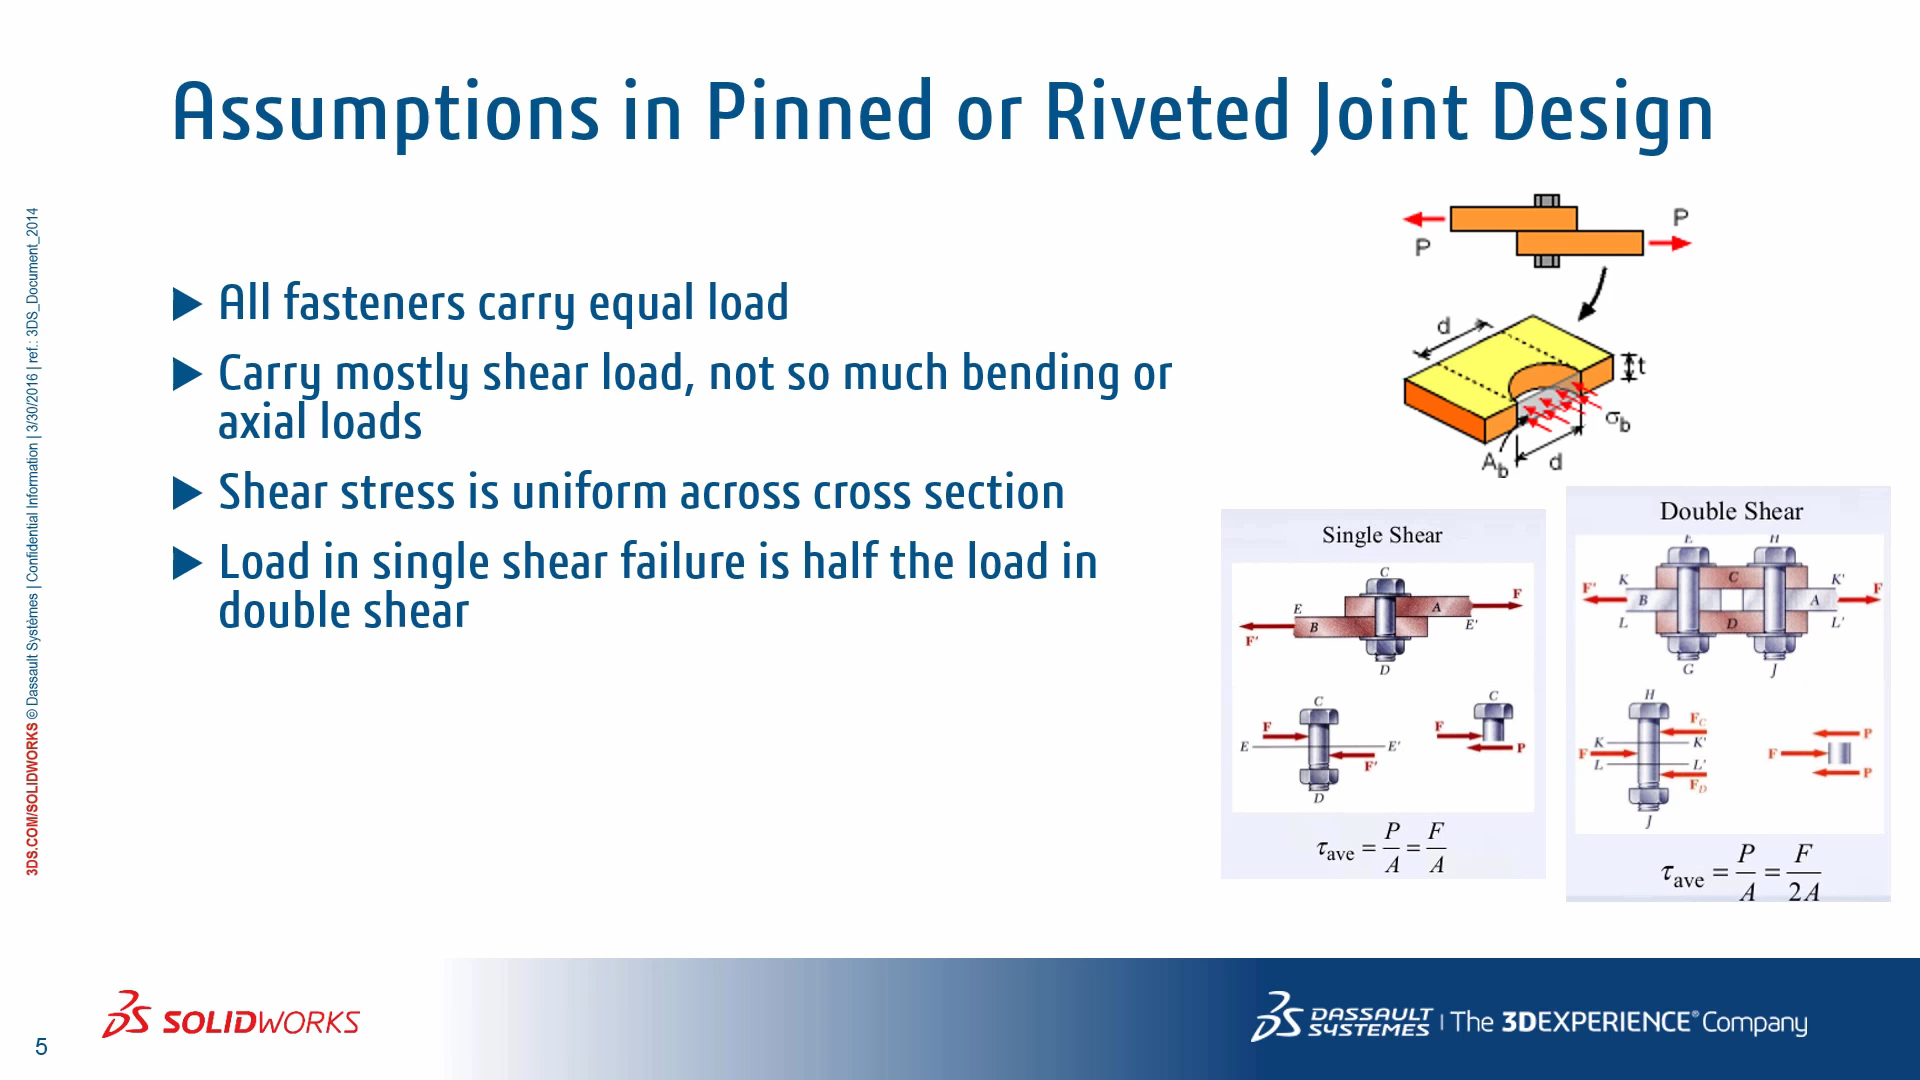 Assumptions in Pinned or Riveted Joint Design
▶ All fasteners carry equal load
▶ Carry mostly shear load, not so much bending or
axial loads
▶ Shear stress is uniform across cross section
▶ Load in single shear failure is half the load in
double shear
P
P
d
t
σb
Ab
d
Single Shear
C
E
A
F
B
E'
F'
D
C
F
E
E'
F'
D
C
F
P
τave = P/A = F/A
Double Shear
E
H
F'
K
C
K'
F
B
A
L
D
L'
G
J
H
FC
K
K'
F
L
L'
FD
J
P
F
P
τave = P/A = F/2A
3DS.COM/SOLIDWORKS © Dassault Systèmes | Confidential Information | 3/30/2016 | ref.: 3DS_Document_2014
5
SOLIDWORKS
DASSAULT
SYSTEMES | The 3DEXPERIENCE® Company